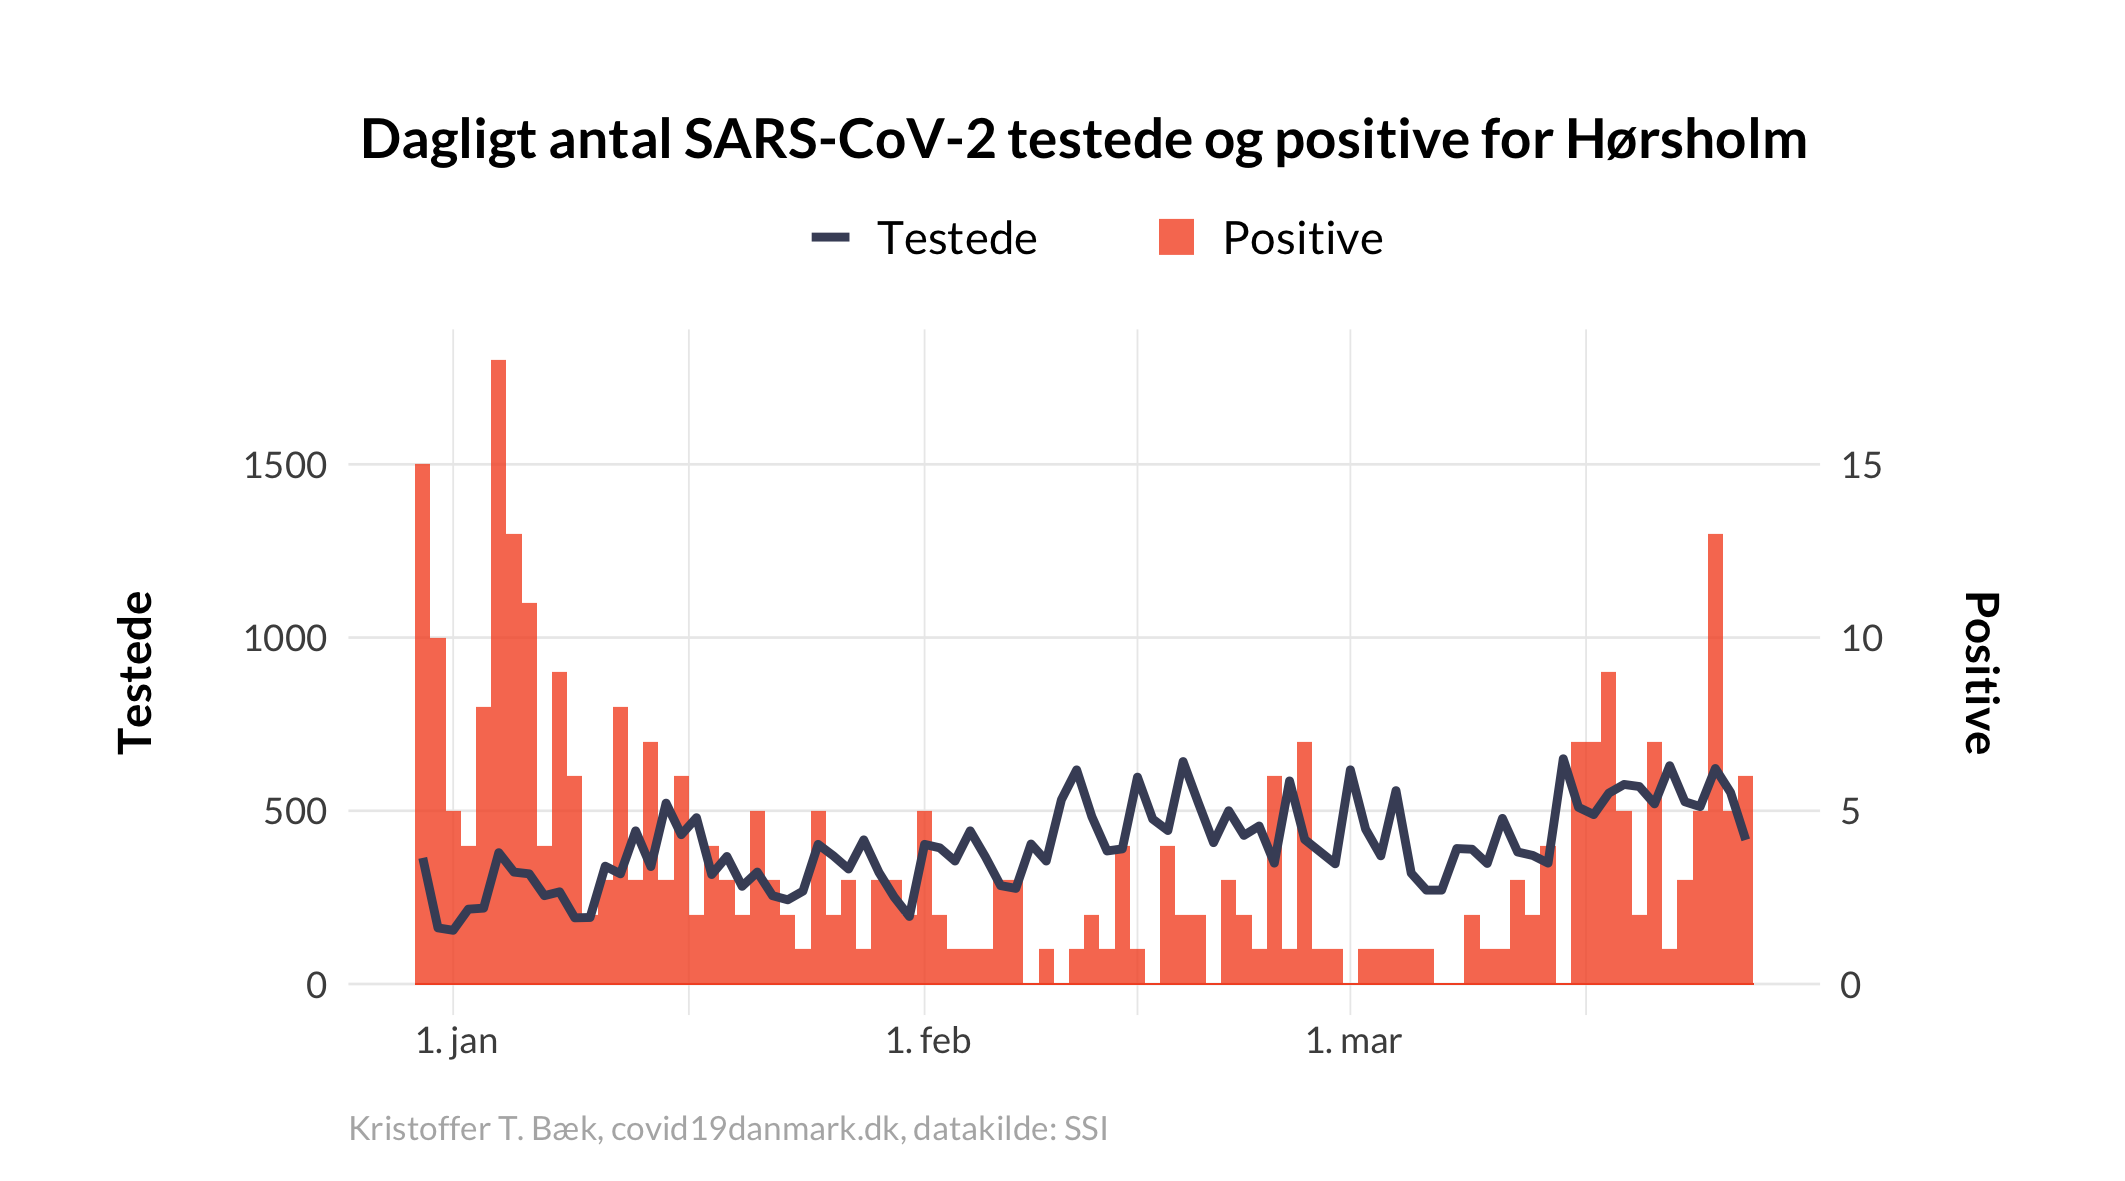 Dagligt antal SARS-CoV-2 testede og positive for Hørsholm
Testede
Positive
1500
1000
500
0
Testede
15
10
5
0
Positive
1. jan
1. feb
1. mar
Kristoffer T. Bæk, covid19danmark.dk, datakilde: SSI